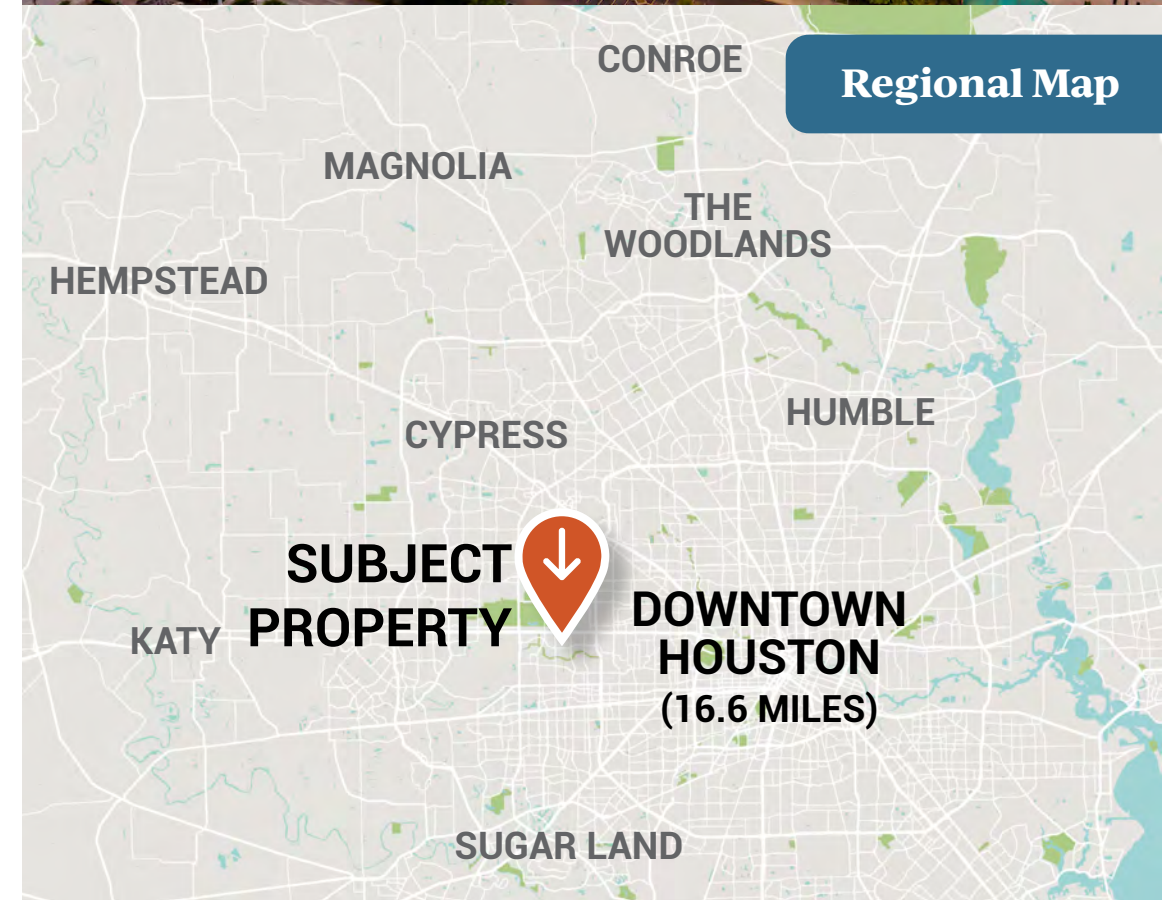 CONROE
Regional Map
MAGNOLIA
THE
WOODLANDS
HEMPSTEAD
HUMBLE
CYPRESS
SUBJECT
PROPERTY
DOWNTOWN
HOUSTON
(16.6 MILES)
KATY
SUGAR LAND